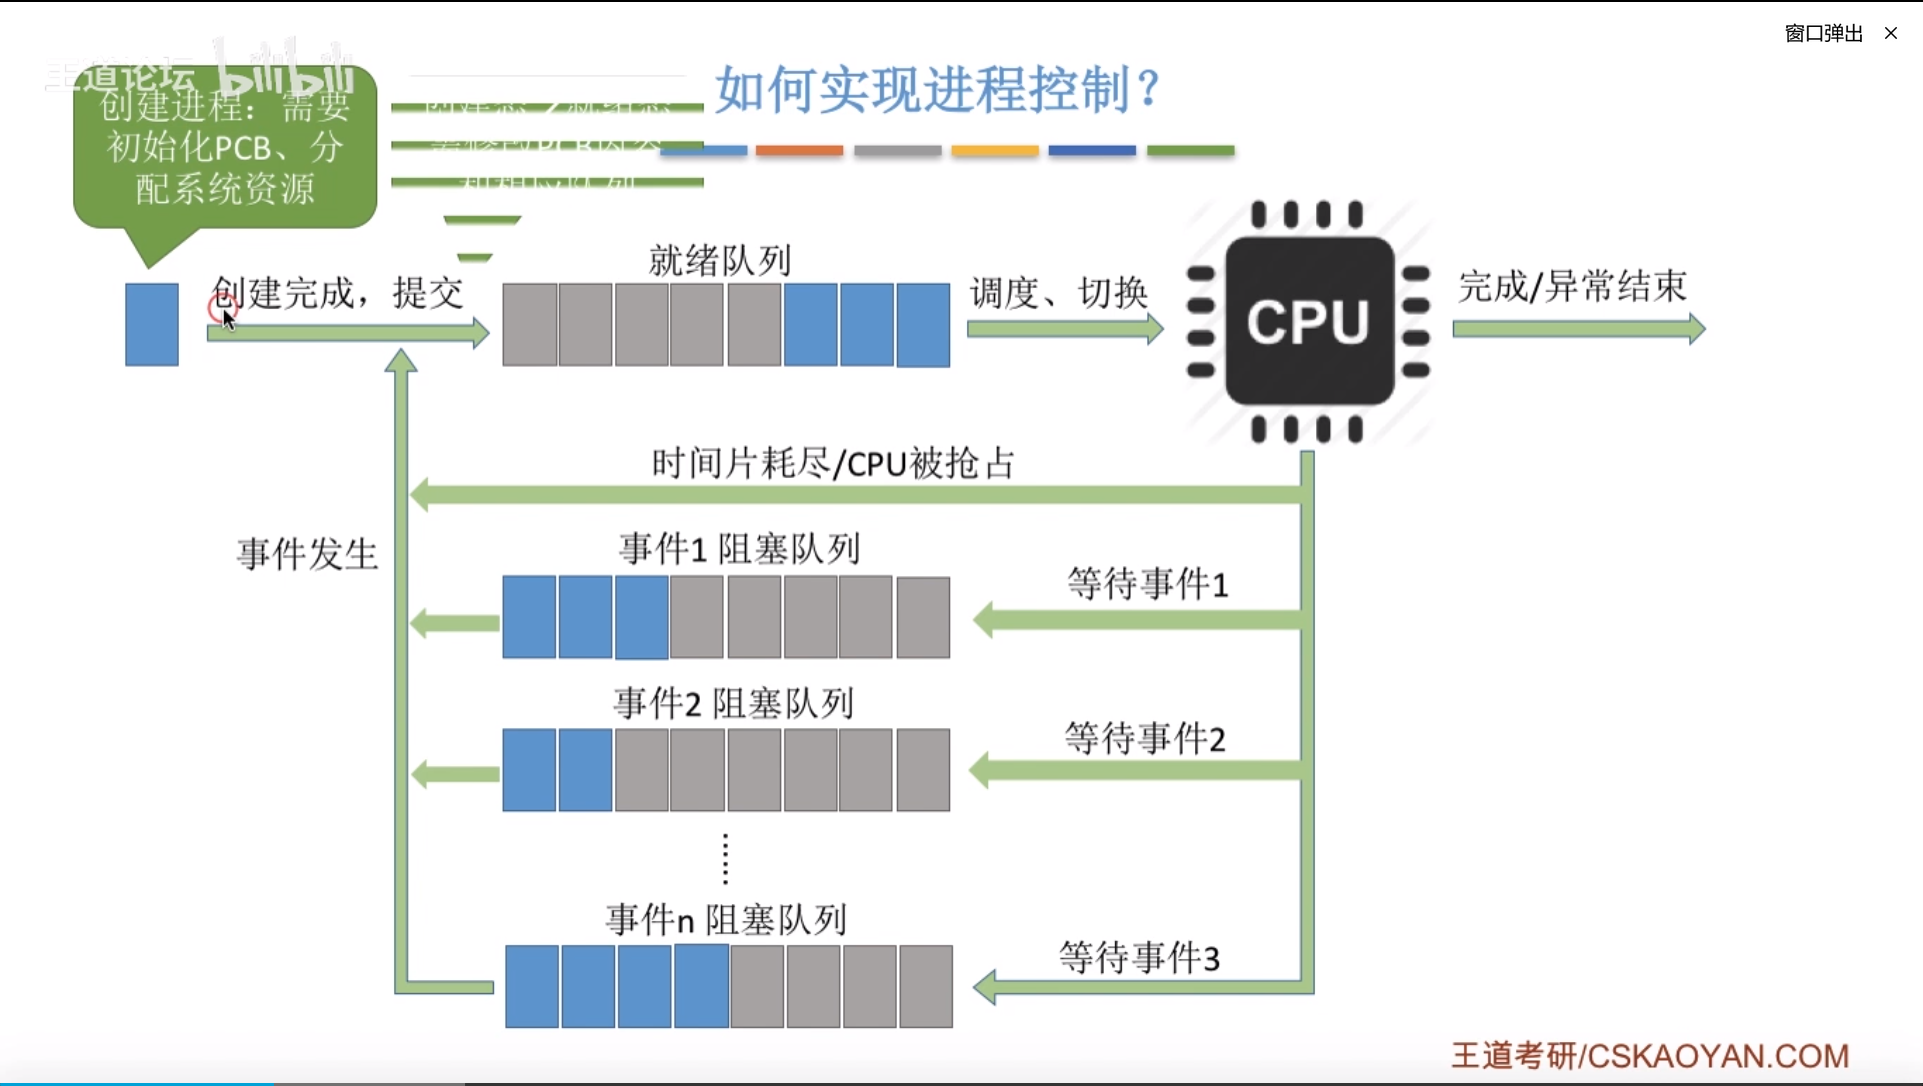 窗口弹出
王道论坛 bilibili
如何实现进程控制？
创建进程：需要
初始化PCB、分
配系统资源
就绪队列
创建完成，提交
调度、切换
CPU
完成/异常结束
时间片耗尽/CPU被抢占
事件发生
事件1 阻塞队列
等待事件1
事件2 阻塞队列
等待事件2
事件n 阻塞队列
等待事件3
王道考研/CSKAOYAN.COM